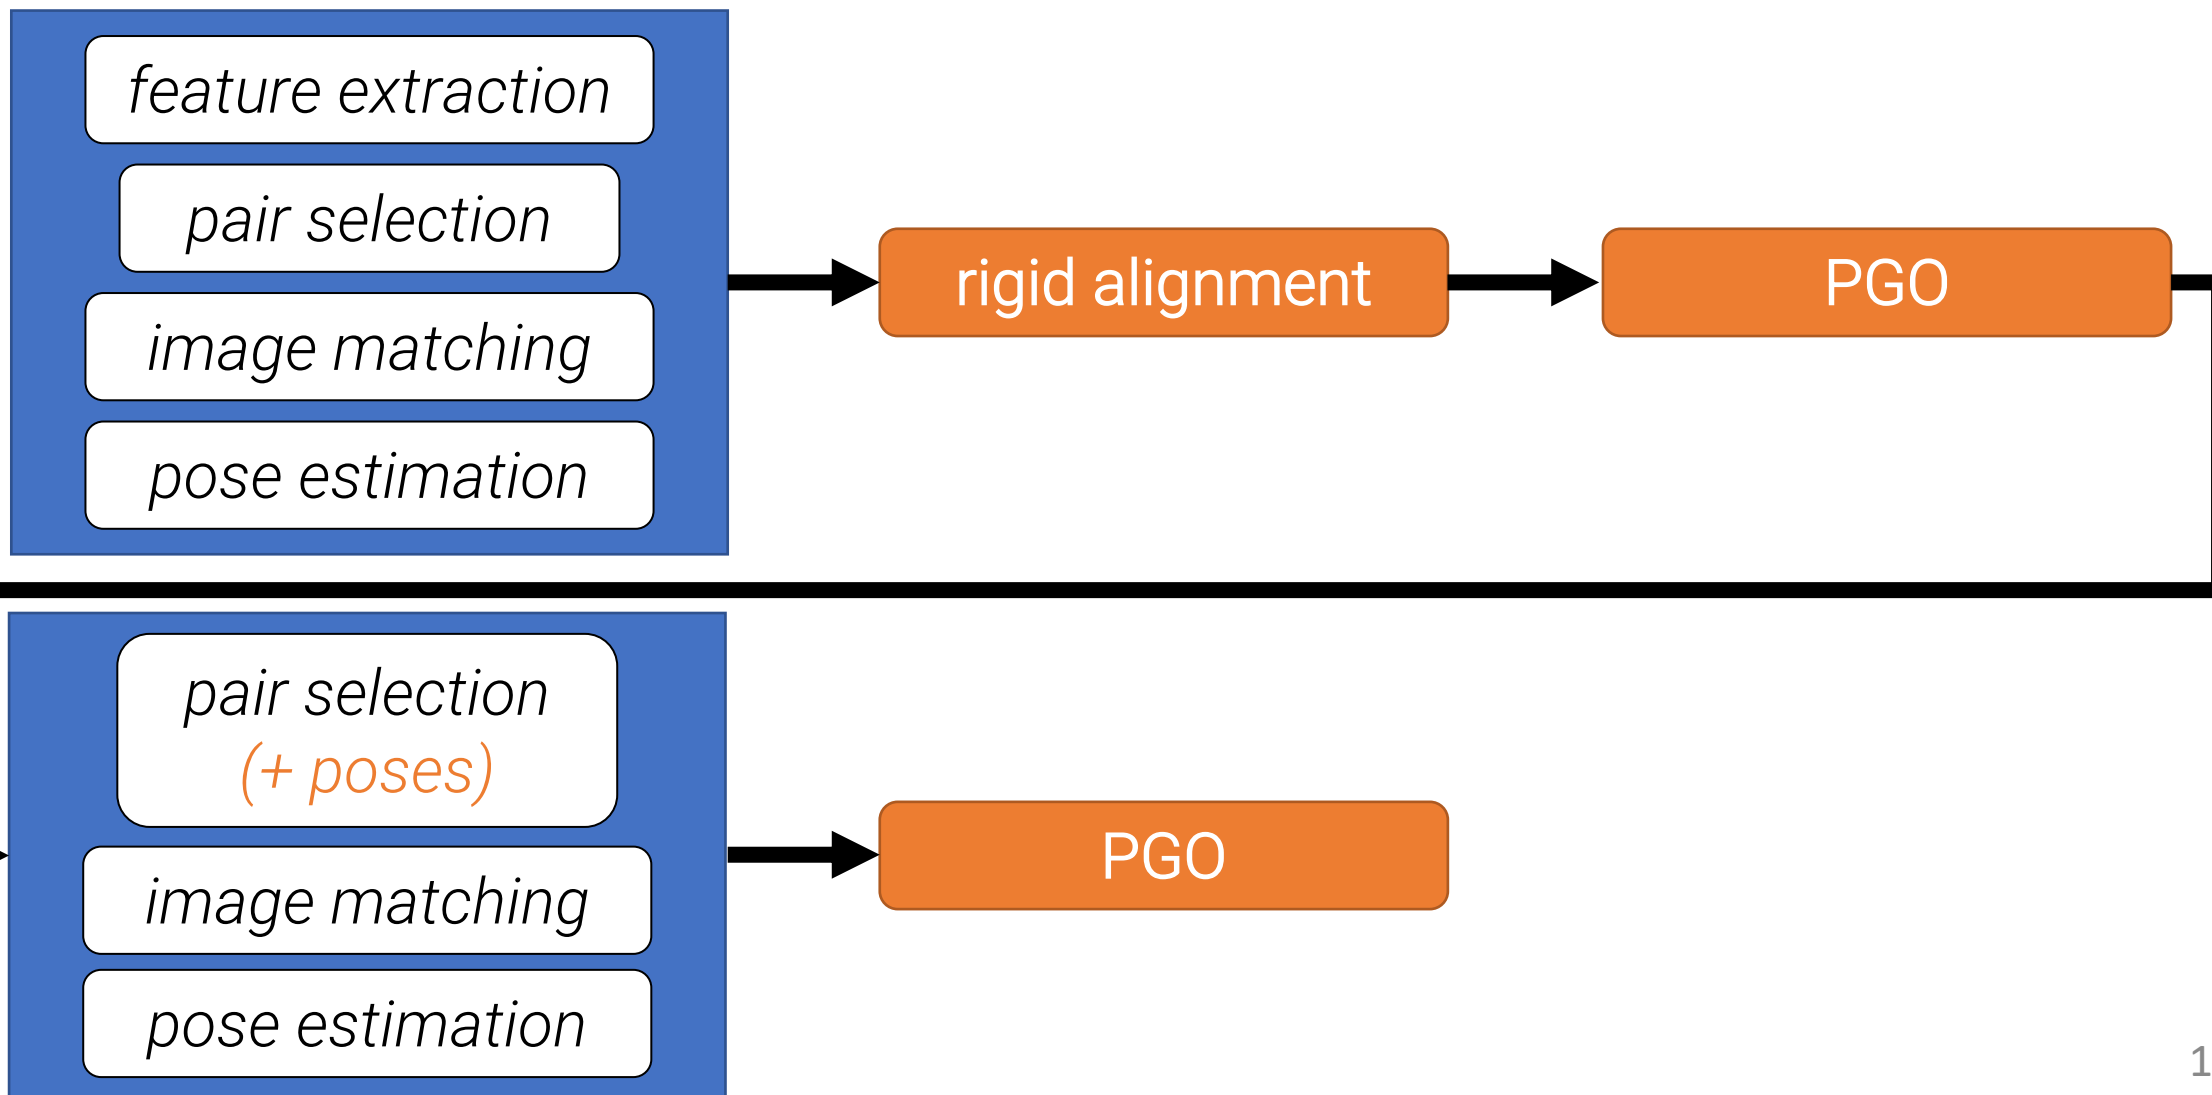 feature extraction
pair selection
image matching
pose estimation
rigid alignment
PGO
pair selection
(+ poses)
image matching
pose estimation
PGO
1